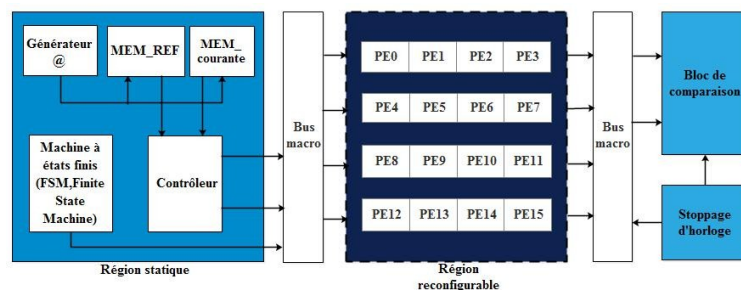 Générateur
@
MEM_REF
MEM_
courante
Machine à
états finis
(FSM,Finite
State
Machine)
Contrôleur
Région statique
Bus
macro
PE0 PE1 PE2 PE3
PE4 PE5 PE6 PE7
PE8 PE9 PE10 PE11
PE12 PE13 PE14 PE15
Région
reconfigurable
Bus
macro
Bloc de
comparaison
Stoppage
d'horloge